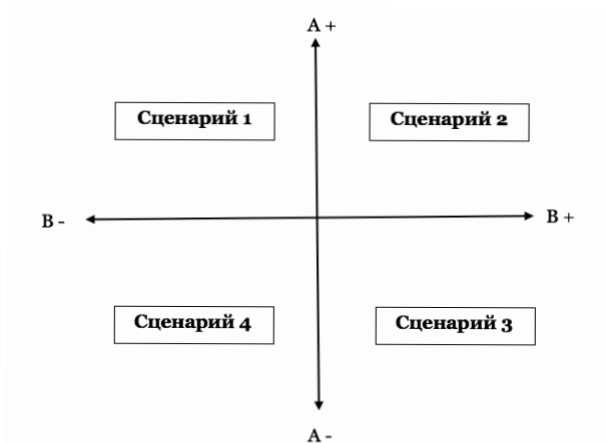 A +
Сценарий 1
Сценарий 2
B -
B +
Сценарий 4
Сценарий 3
A -